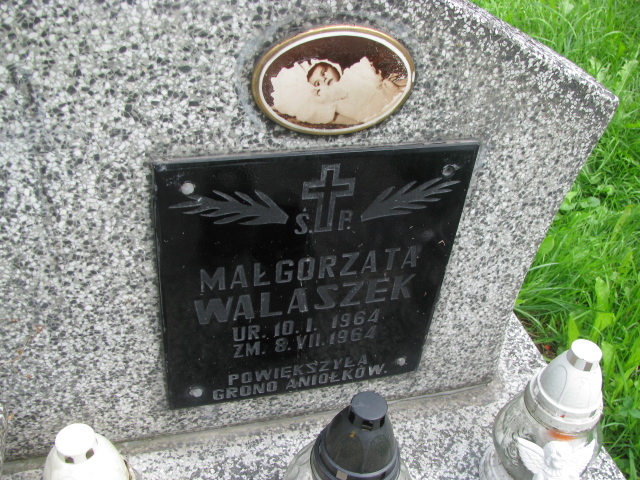 Ś. P.
MAŁGORZATA
WALASZEK
UR. 10. I. 1964
ZM. 8. VII. 1964
POWIĘKSZYŁA
GRONO ANIOŁKÓW.